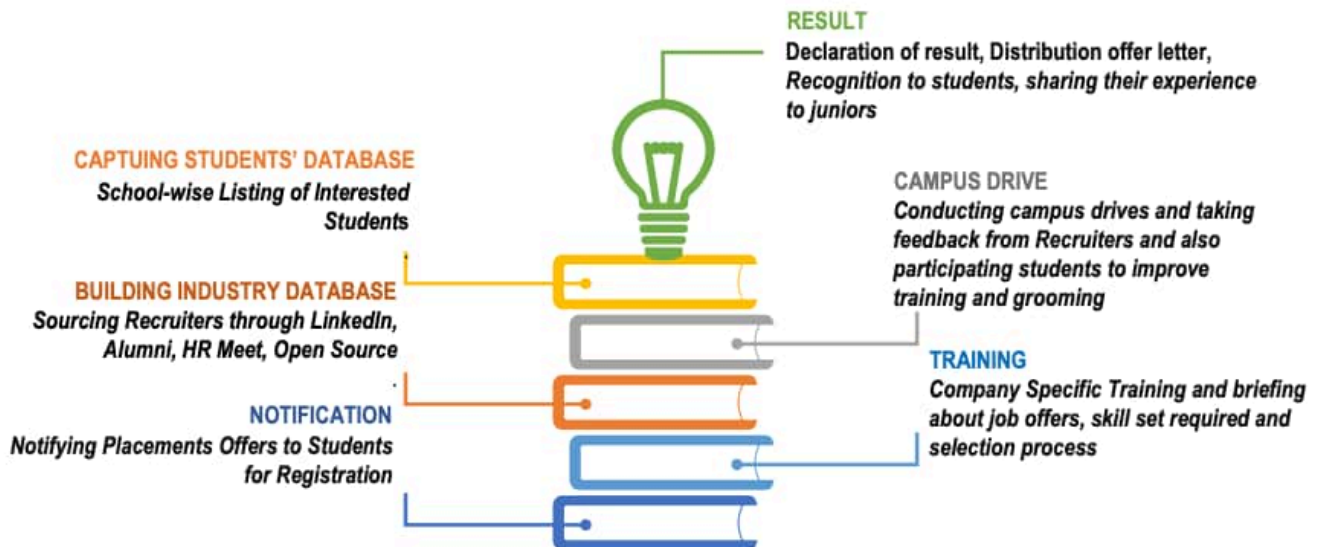 RESULT
Declaration of result, Distribution offer letter,
Recognition to students, sharing their experience
to juniors
CAPTUING STUDENTS' DATABASE
School-wise Listing of Interested
Students
CAMPUS DRIVE
Conducting campus drives and taking
feedback from Recruiters and also
participating students to improve
training and grooming
BUILDING INDUSTRY DATABASE
Sourcing Recruiters through LinkedIn,
Alumni, HR Meet, Open Source
.
TRAINING
Company Specific Training and briefing
about job offers, skill set required and
selection process
NOTIFICATION
Notifying Placements Offers to Students
for Registration